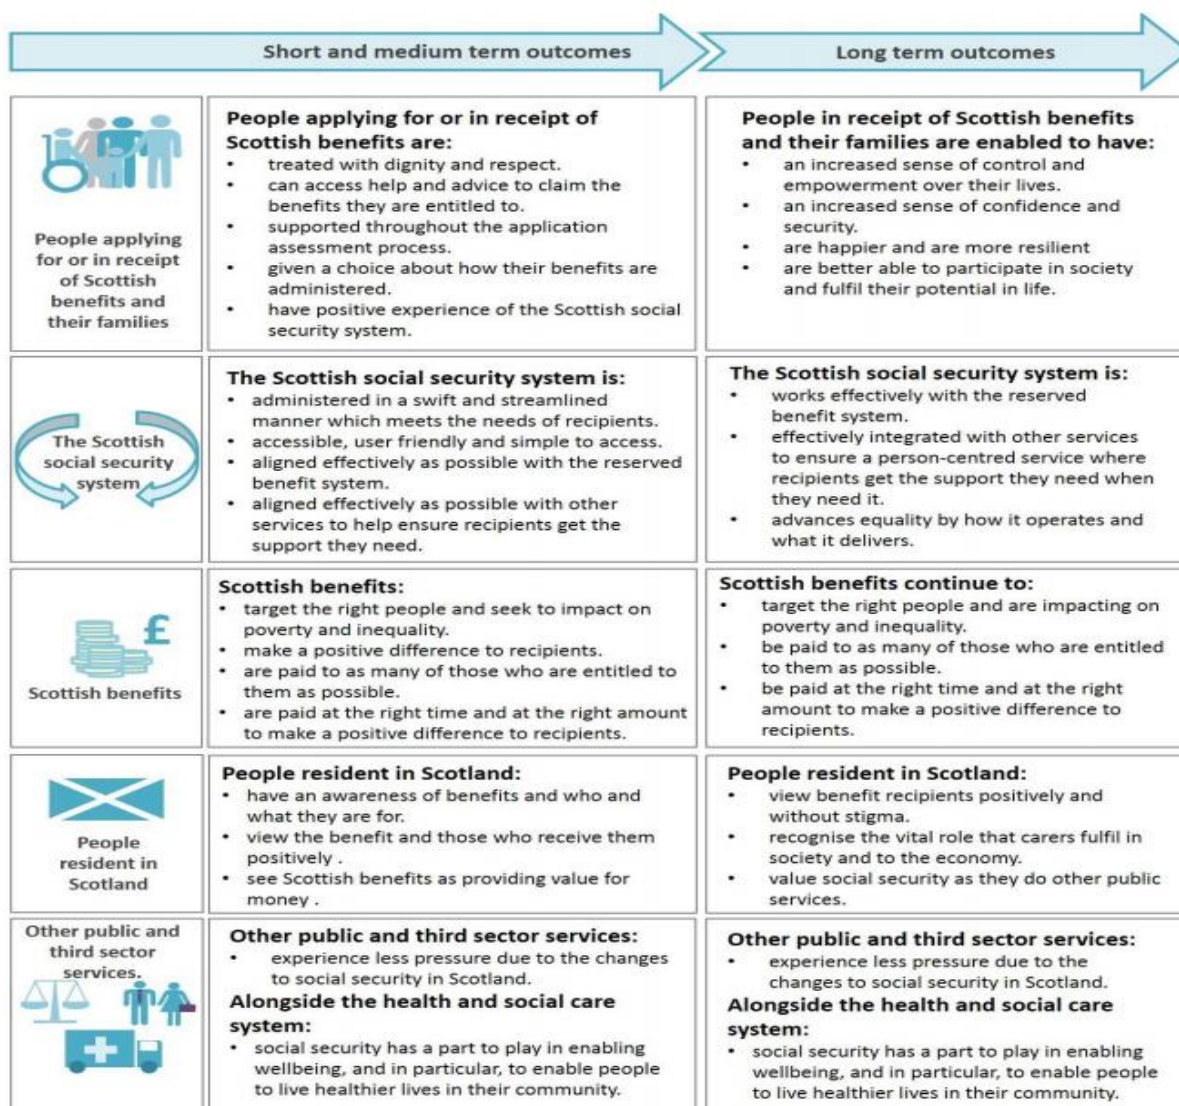 Short and medium term outcomes
Long term outcomes
People applying
for or in receipt
of Scottish
benefits and
their families
People applying for or in receipt of
Scottish benefits are:
• treated with dignity and respect.
• can access help and advice to claim the
benefits they are entitled to.
• supported throughout the application
assessment process.
• given a choice about how their benefits are
administered.
• have positive experience of the Scottish social
security system.
People in receipt of Scottish benefits
and their families are enabled to have:
• an increased sense of control and
empowerment over their lives.
• an increased sense of confidence and
security.
• are happier and are more resilient
• are better able to participate in society
and fulfil their potential in life.
The Scottish
social security
system
The Scottish social security system is:
• administered in a swift and streamlined
manner which meets the needs of recipients.
• accessible, user friendly and simple to access.
• aligned effectively as possible with the reserved
benefit system.
• aligned effectively as possible with other
services to help ensure recipients get the
support they need.
The Scottish social security system is:
• works effectively with the reserved
benefit system.
• effectively integrated with other services
to ensure a person-centred service where
recipients get the support they need when
they need it.
• advances equality by how it operates and
what it delivers.
£
Scottish benefits
Scottish benefits:
• target the right people and seek to impact on
poverty and inequality.
• make a positive difference to recipients.
• are paid to as many of those who are entitled to
them as possible.
• are paid at the right time and at the right amount
to make a positive difference to recipients.
Scottish benefits continue to:
• target the right people and are impacting on
poverty and inequality.
• be paid to as many of those who are entitled
to them as possible.
• be paid at the right time and at the right
amount to make a positive difference to
recipients.
People
resident in
Scotland
People resident in Scotland:
• have an awareness of benefits and who and
what they are for.
• view the benefit and those who receive them
positively .
• see Scottish benefits as providing value for
money .
People resident in Scotland:
• view benefit recipients positively and
without stigma.
• recognise the vital role that carers fulfil in
society and to the economy.
• value social security as they do other public
services.
Other public and
third sector
services.
Other public and third sector services:
• experience less pressure due to the changes
to social security in Scotland.
Alongside the health and social care
system:
• social security has a part to play in enabling
wellbeing, and in particular, to enable people
to live healthier lives in their community.
Other public and third sector services:
• experience less pressure due to the
changes to social security in Scotland.
Alongside the health and social care
system:
• social security has a part to play in enabling
wellbeing, and in particular, to enable people
to live healthier lives in their community.